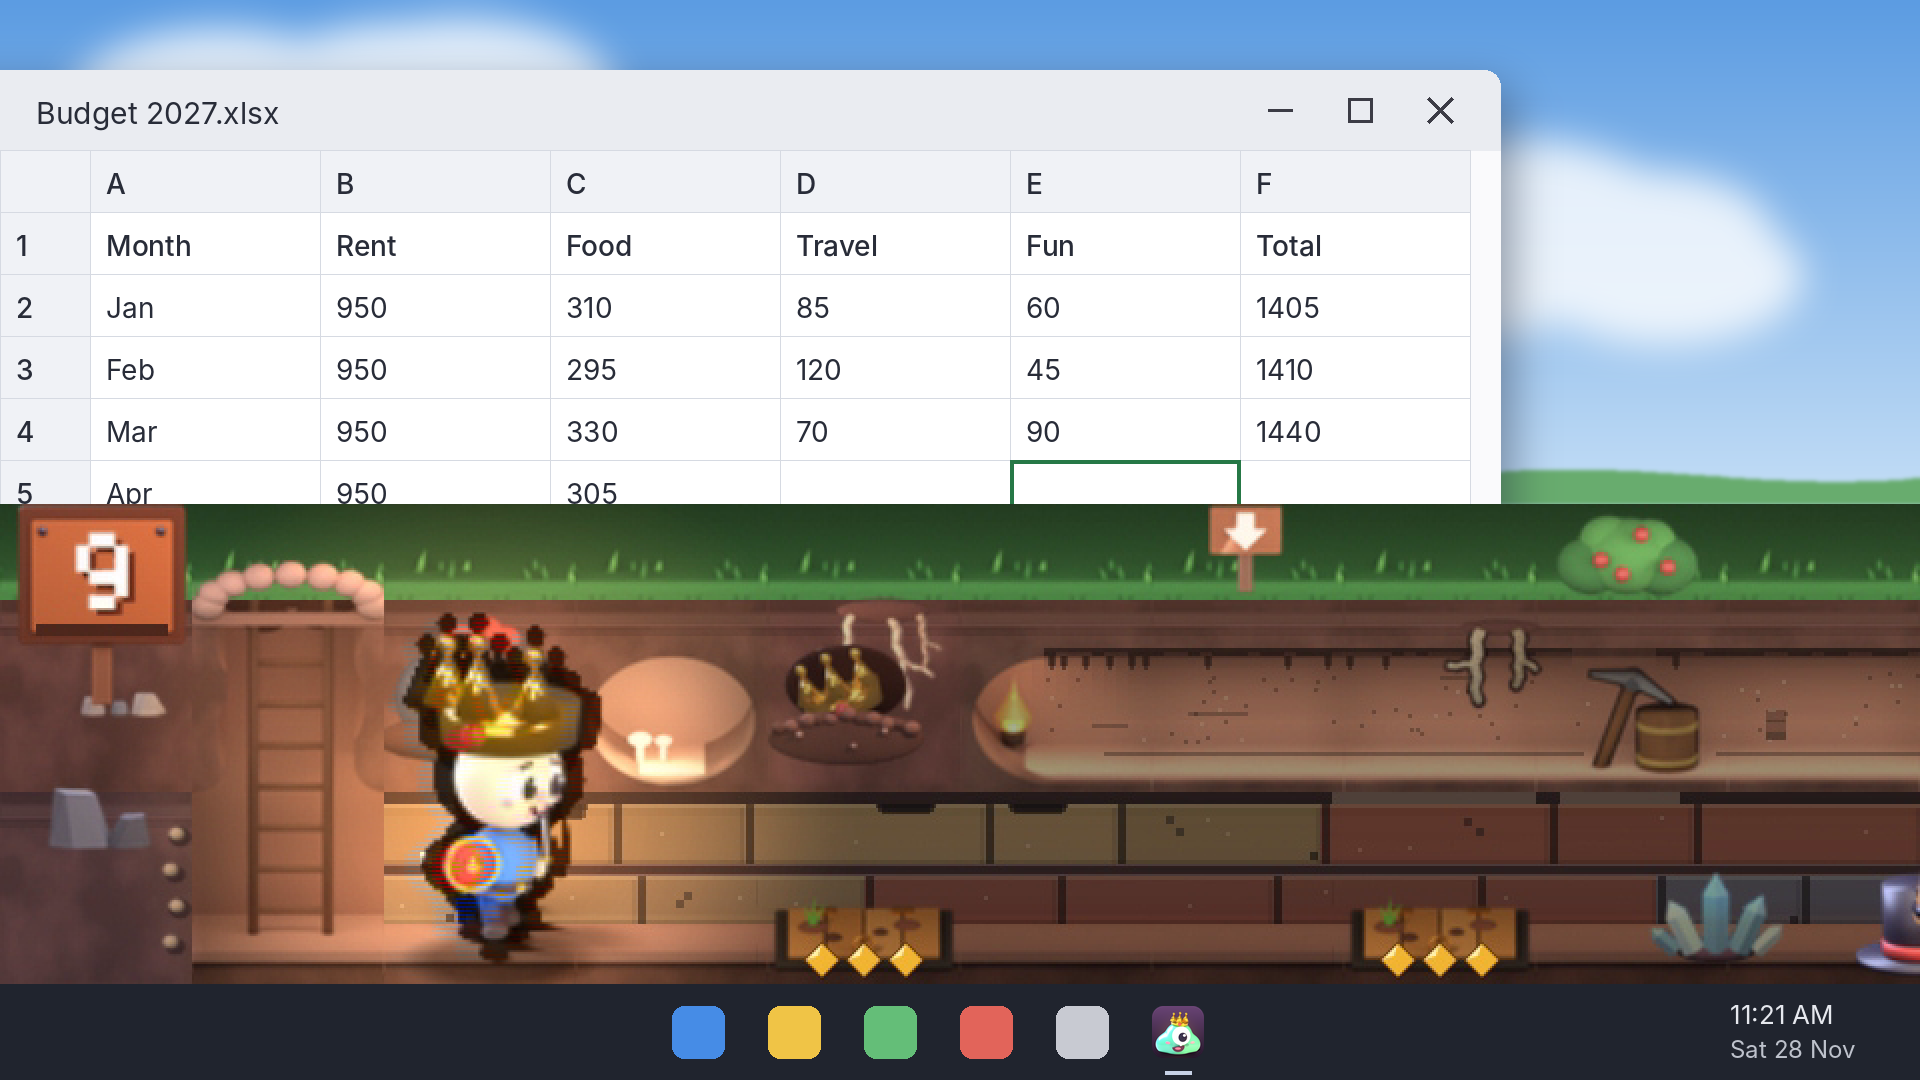 Budget 2027.xlsx
A B C D E F
1 Month Rent Food Travel Fun Total
2 Jan 950 310 85 60 1405
3 Feb 950 295 120 45 1410
4 Mar 950 330 70 90 1440
5 Apr 950 305
9
11:21 AM
Sat 28 Nov